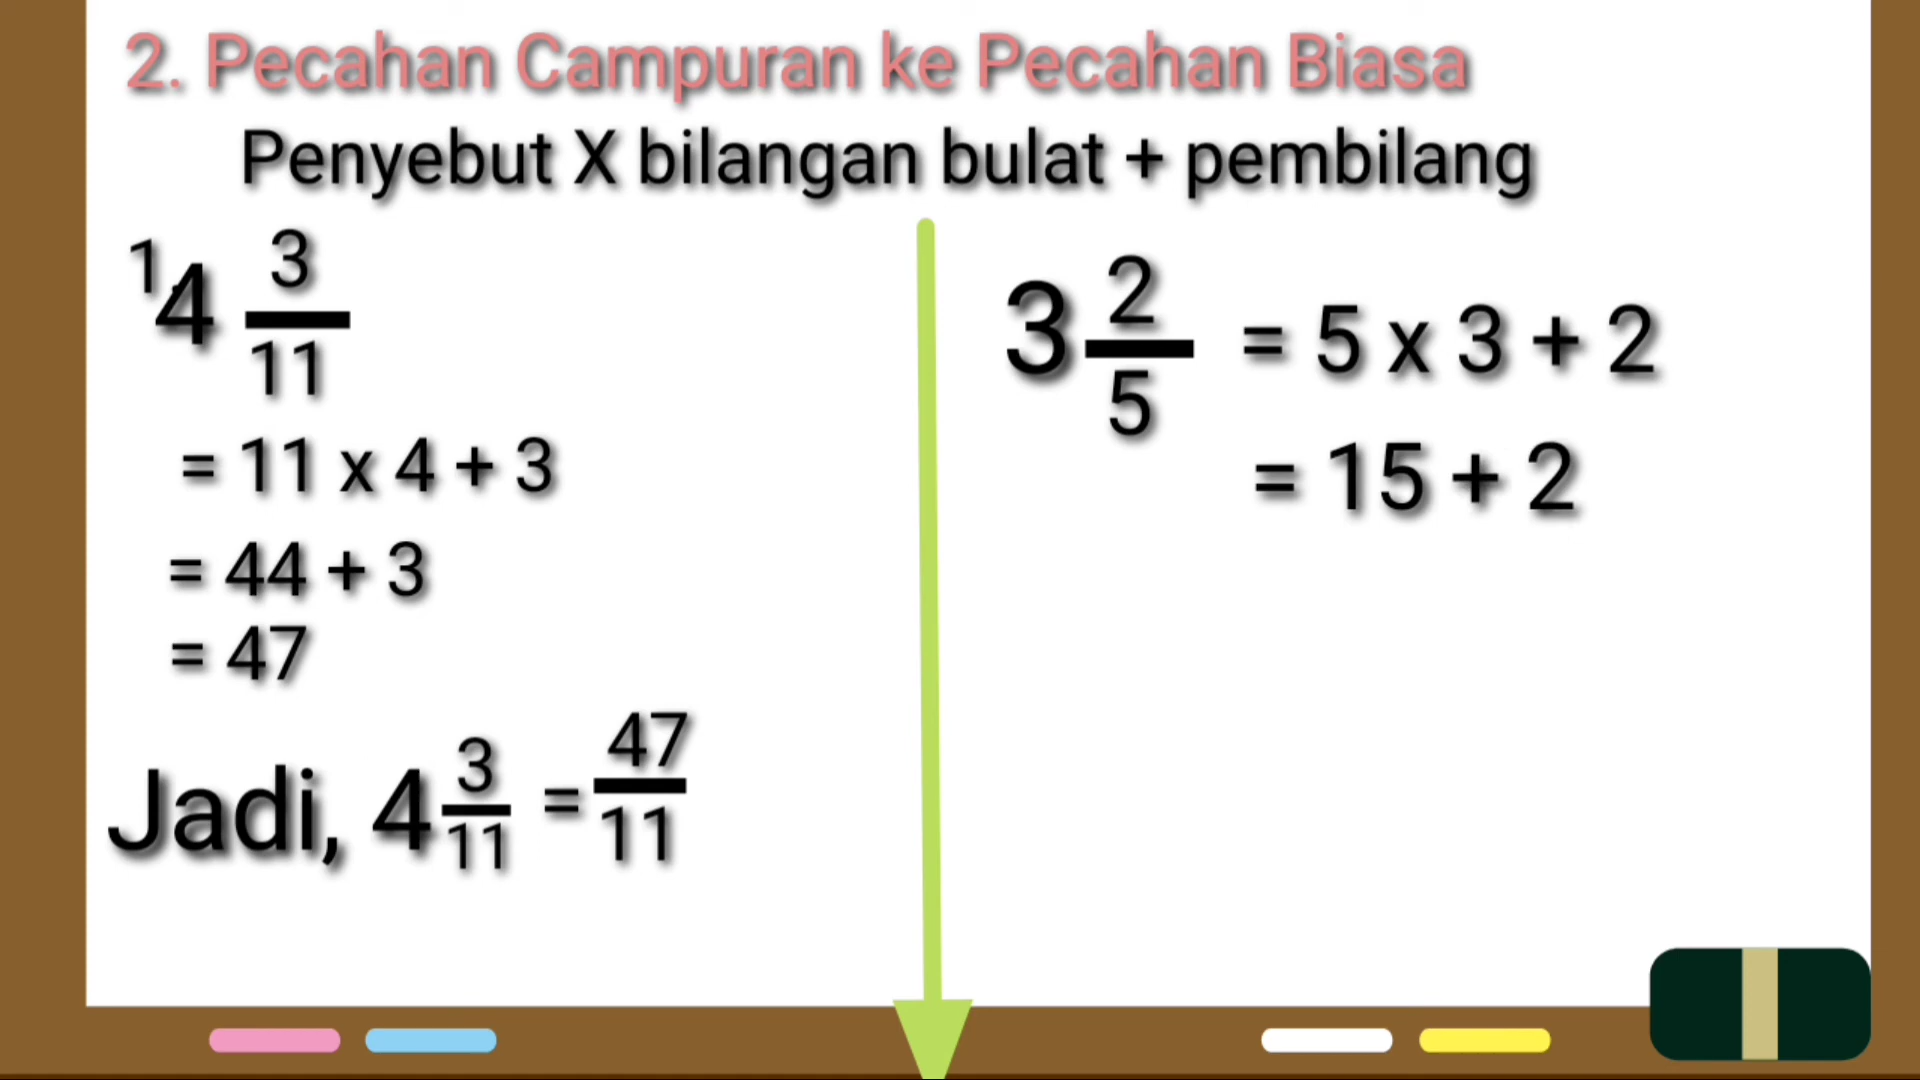 2. Pecahan Campuran ke Pecahan Biasa
Penyebut X bilangan bulat + pembilang
1. 4 3/11
= 11 x 4 + 3
= 44 + 3
= 47
Jadi, 4 3/11 = 47/11
3 2/5 = 5 x 3 + 2
= 15 + 2